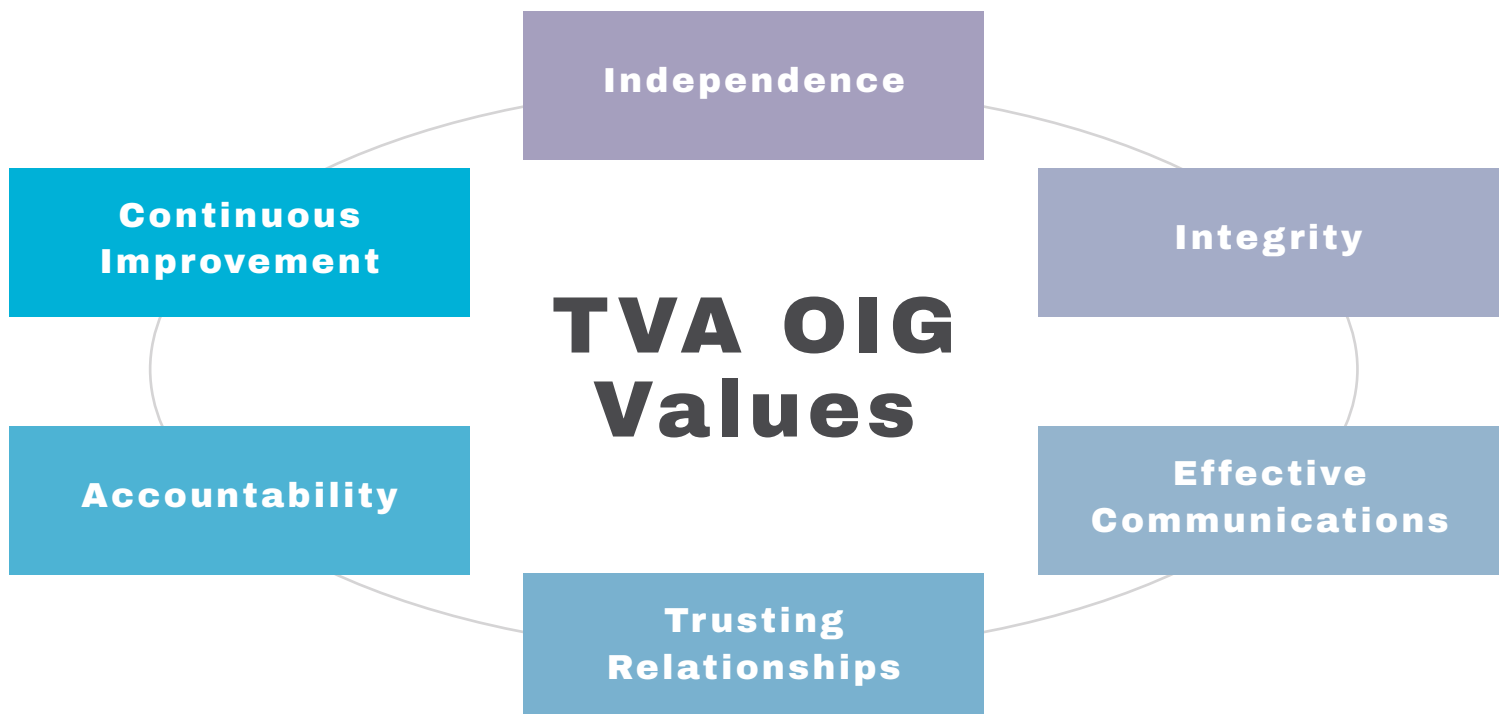 Independence
Continuous
Improvement
Integrity
TVA OIG
Values
Accountability
Effective
Communications
Trusting
Relationships